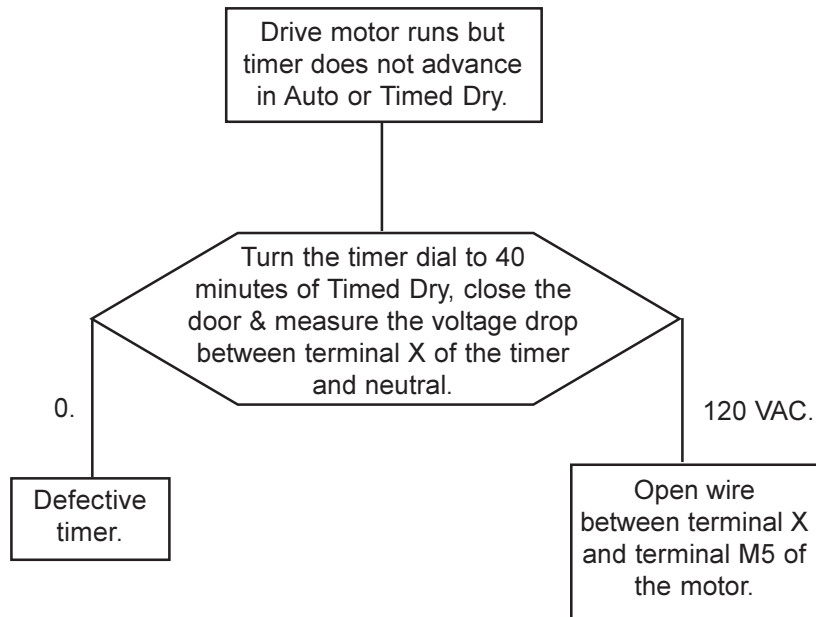 Drive motor runs but
timer does not advance
in Auto or Timed Dry.
Turn the timer dial to 40
minutes of Timed Dry, close the
door & measure the voltage drop
between terminal X of the timer
and neutral.
0.
120 VAC.
Defective
timer.
Open wire
between terminal X
and terminal M5 of
the motor.